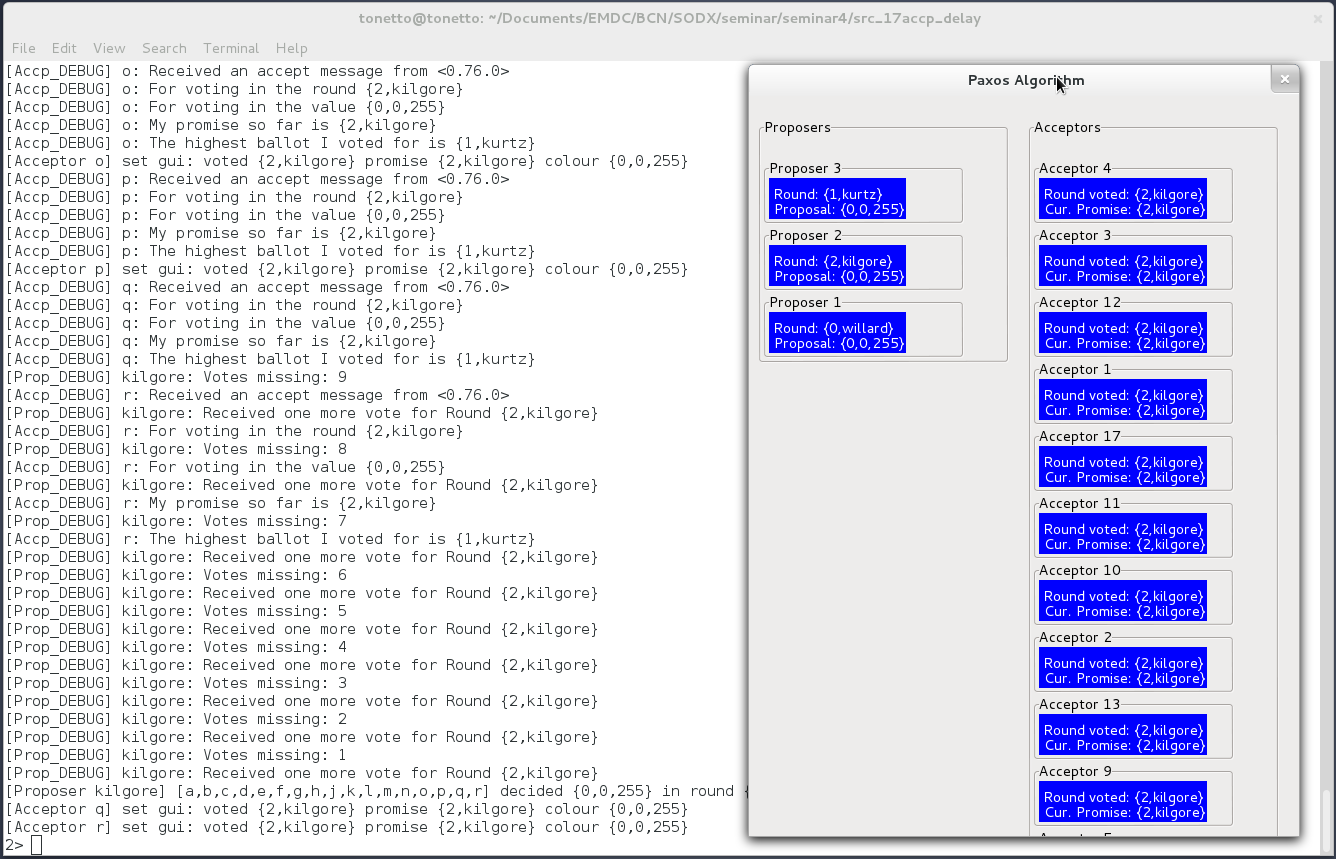 tonetto@tonetto: ~/Documents/EMDC/BCN/SODX/seminar/seminar4/src_17accp_delay
File Edit View Search Terminal Help
[Accp_DEBUG] o: Received an accept message from <0.76.0>
[Accp_DEBUG] o: For voting in the round {2,kilgore}
[Accp_DEBUG] o: For voting in the value {0,0,255}
[Accp_DEBUG] o: My promise so far is {2,kilgore}
[Accp_DEBUG] o: The highest ballot I voted for is {1,kurtz}
[Acceptor o] set gui: voted {2,kilgore} promise {2,kilgore} colour {0,0,255}
[Accp_DEBUG] p: Received an accept message from <0.76.0>
[Accp_DEBUG] p: For voting in the round {2,kilgore}
[Accp_DEBUG] p: For voting in the value {0,0,255}
[Accp_DEBUG] p: My promise so far is {2,kilgore}
[Accp_DEBUG] p: The highest ballot I voted for is {1,kurtz}
[Acceptor p] set gui: voted {2,kilgore} promise {2,kilgore} colour {0,0,255}
[Accp_DEBUG] q: Received an accept message from <0.76.0>
[Accp_DEBUG] q: For voting in the round {2,kilgore}
[Accp_DEBUG] q: For voting in the value {0,0,255}
[Accp_DEBUG] q: My promise so far is {2,kilgore}
[Accp_DEBUG] q: The highest ballot I voted for is {1,kurtz}
[Prop_DEBUG] kilgore: Votes missing: 9
[Accp_DEBUG] r: Received an accept message from <0.76.0>
[Prop_DEBUG] kilgore: Received one more vote for Round {2,kilgore}
[Accp_DEBUG] r: For voting in the round {2,kilgore}
[Prop_DEBUG] kilgore: Votes missing: 8
[Accp_DEBUG] r: For voting in the value {0,0,255}
[Prop_DEBUG] kilgore: Received one more vote for Round {2,kilgore}
[Accp_DEBUG] r: My promise so far is {2,kilgore}
[Prop_DEBUG] kilgore: Votes missing: 7
[Accp_DEBUG] r: The highest ballot I voted for is {1,kurtz}
[Prop_DEBUG] kilgore: Received one more vote for Round {2,kilgore}
[Prop_DEBUG] kilgore: Votes missing: 6
[Prop_DEBUG] kilgore: Received one more vote for Round {2,kilgore}
[Prop_DEBUG] kilgore: Votes missing: 5
[Prop_DEBUG] kilgore: Received one more vote for Round {2,kilgore}
[Prop_DEBUG] kilgore: Votes missing: 4
[Prop_DEBUG] kilgore: Received one more vote for Round {2,kilgore}
[Prop_DEBUG] kilgore: Votes missing: 3
[Prop_DEBUG] kilgore: Received one more vote for Round {2,kilgore}
[Prop_DEBUG] kilgore: Votes missing: 2
[Prop_DEBUG] kilgore: Received one more vote for Round {2,kilgore}
[Prop_DEBUG] kilgore: Votes missing: 1
[Prop_DEBUG] kilgore: Received one more vote for Round {2,kilgore}
[Proposer kilgore] [a,b,c,d,e,f,g,h,j,k,l,m,n,o,p,q,r] decided {0,0,255} in round {
[Acceptor q] set gui: voted {2,kilgore} promise {2,kilgore} colour {0,0,255}
[Acceptor r] set gui: voted {2,kilgore} promise {2,kilgore} colour {0,0,255}
2>
Paxos Algorithm
Proposers
Proposer 3
Round: {1,kurtz}
Proposal: {0,0,255}
Proposer 2
Round: {2,kilgore}
Proposal: {0,0,255}
Proposer 1
Round: {0,willard}
Proposal: {0,0,255}
Acceptors
Acceptor 4
Round voted: {2,kilgore}
Cur. Promise: {2,kilgore}
Acceptor 3
Round voted: {2,kilgore}
Cur. Promise: {2,kilgore}
Acceptor 12
Round voted: {2,kilgore}
Cur. Promise: {2,kilgore}
Acceptor 1
Round voted: {2,kilgore}
Cur. Promise: {2,kilgore}
Acceptor 17
Round voted: {2,kilgore}
Cur. Promise: {2,kilgore}
Acceptor 11
Round voted: {2,kilgore}
Cur. Promise: {2,kilgore}
Acceptor 10
Round voted: {2,kilgore}
Cur. Promise: {2,kilgore}
Acceptor 2
Round voted: {2,kilgore}
Cur. Promise: {2,kilgore}
Acceptor 13
Round voted: {2,kilgore}
Cur. Promise: {2,kilgore}
Acceptor 9
Round voted: {2,kilgore}
Cur. Promise: {2,kilgore}